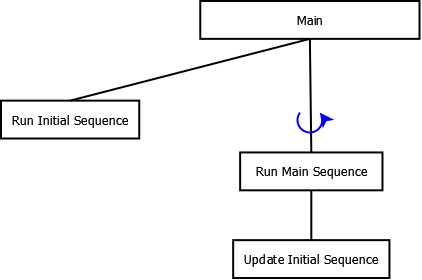 Main
Run Initial Sequence
Run Main Sequence
Update Initial Sequence